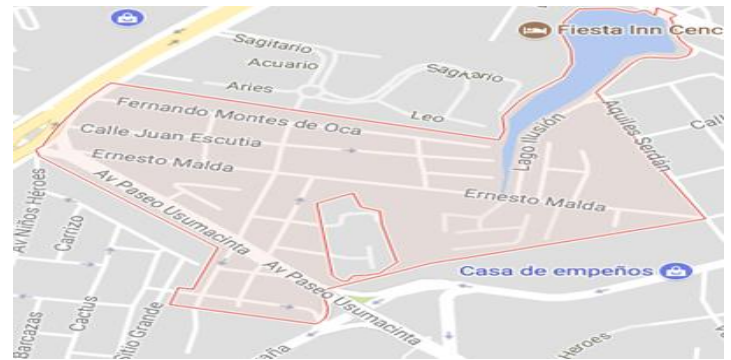 Sagitario
Fiesta Inn Cenc
Acuario
Sagitario
Aries
Leo
Fernando Montes de Oca
Calle Juan Escutia
Ernesto Malda
Lago Ilusión
Aquiles Serdán
Call
Av Paseo Usumacinta
Ernesto Malda
Av Niños Héroes
Carrizo
Av Paseo Usumacinta
Casa de empeños
Barcazas
Cactus
Sitio Grande
aña
Héroes